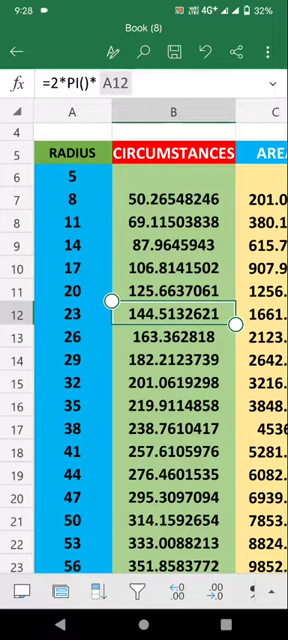 9:28 4G+ 32%
Book (8)
fx =2*PI()* A12
A B C
4
5 RADIUS CIRCUMSTANCES AREA
6 5
7 8 50.26548246 201.0
8 11 69.11503838 380.1
9 14 87.9645943 615.7
10 17 106.8141502 907.9
11 20 125.6637061 1256.
12 23 144.5132621 1661.
13 26 163.362818 2123.
14 29 182.2123739 2642.
15 32 201.0619298 3216.
16 35 219.9114858 3848.
17 38 238.7610417 4536
18 41 257.6105976 5281.
19 44 276.4601535 6082.
20 47 295.3097094 6939.
21 50 314.1592654 7853.
22 53 333.0088213 8824.
23 56 351.8583772 9852.